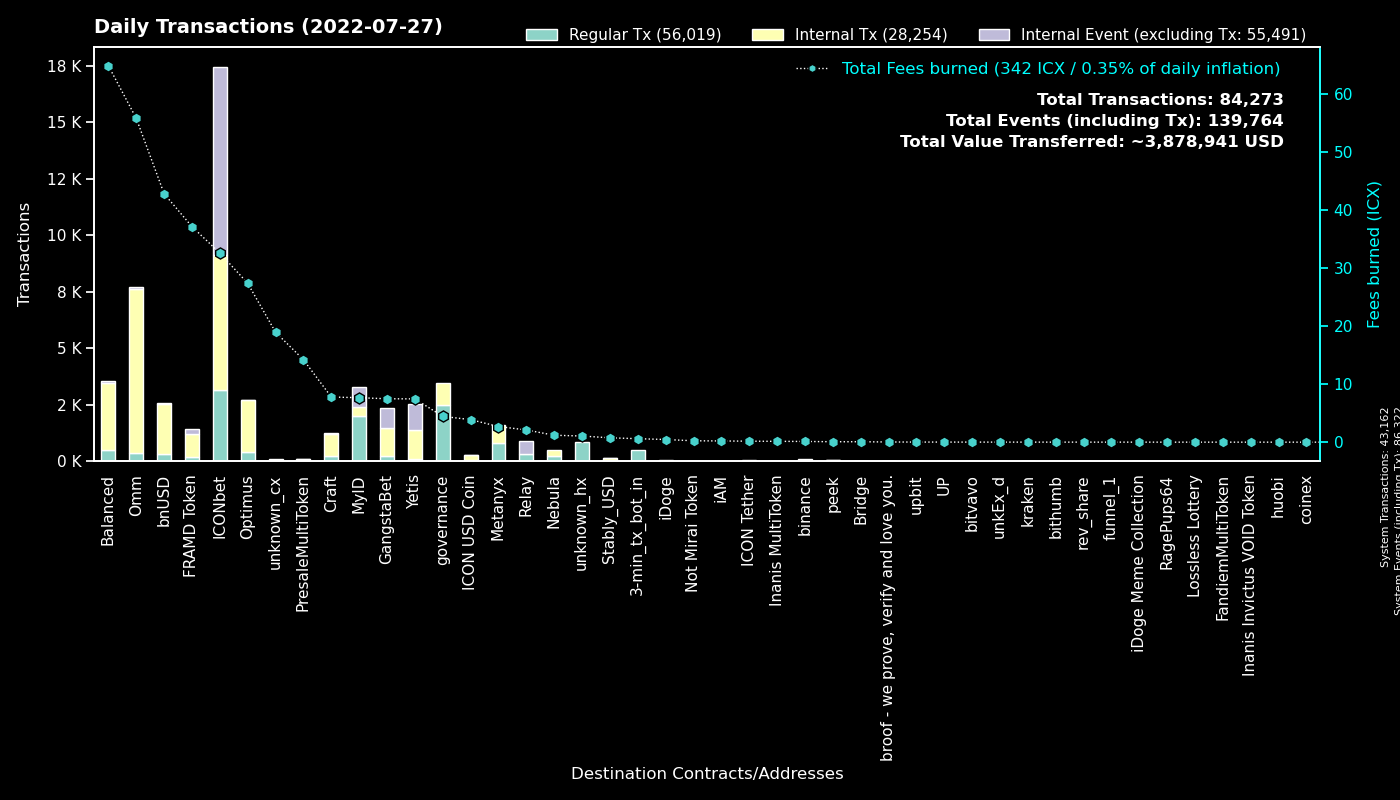 Daily Transactions (2022-07-27)
Regular Tx (56,019)
Internal Tx (28,254)
Internal Event (excluding Tx: 55,491)
Total Fees burned (342 ICX / 0.35% of daily inflation)
Total Transactions: 84,273
Total Events (including Tx): 139,764
Total Value Transferred: ~3,878,941 USD
Transactions
18 K
15 K
12 K
10 K
8 K
5 K
2 K
0 K
Fees burned (ICX)
60
50
40
30
20
10
0
Balanced
Omm
bnUSD
FRAMD Token
ICONbet
Optimus
unknown_cx
PresaleMultiToken
Craft
MyID
GangstaBet
Yetis
governance
ICON USD Coin
Metanyx
Relay
Nebula
unknown_hx
Stably_USD
3-min_tx_bot_in
iDoge
Not Mirai Token
iAM
ICON Tether
Inanis MultiToken
binance
peek
Bridge
broof - we prove, verify and love you.
upbit
UP
bitvavo
unkEx_d
kraken
bithumb
rev_share
funnel_1
iDoge Meme Collection
RagePups64
Lossless Lottery
FandiemMultiToken
Inanis Invictus VOID Token
huobi
coinex
Destination Contracts/Addresses
System Transactions: 43,162
System Events (including Tx): 86,322